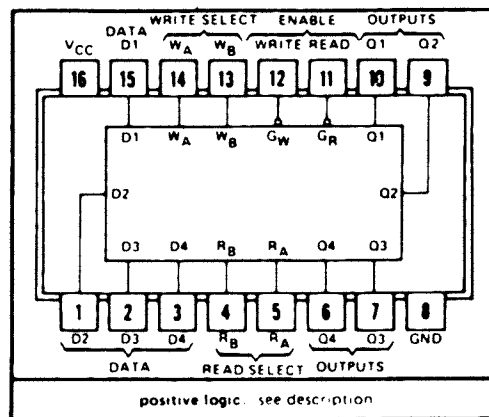 WRITE SELECT ENABLE OUTPUTS
DATA
VCC D1 WA WB WRITE READ Q1 Q2
16 15 14 13 12 11 10 9
D1 WA WB GW GR Q1
D2 Q2
D3 D4 RB RA Q4 Q3
1 2 3 4 5 6 7 8
D2 D3 D4 RB RA Q4 Q3 GND
DATA READ SELECT OUTPUTS
positive logic: see description